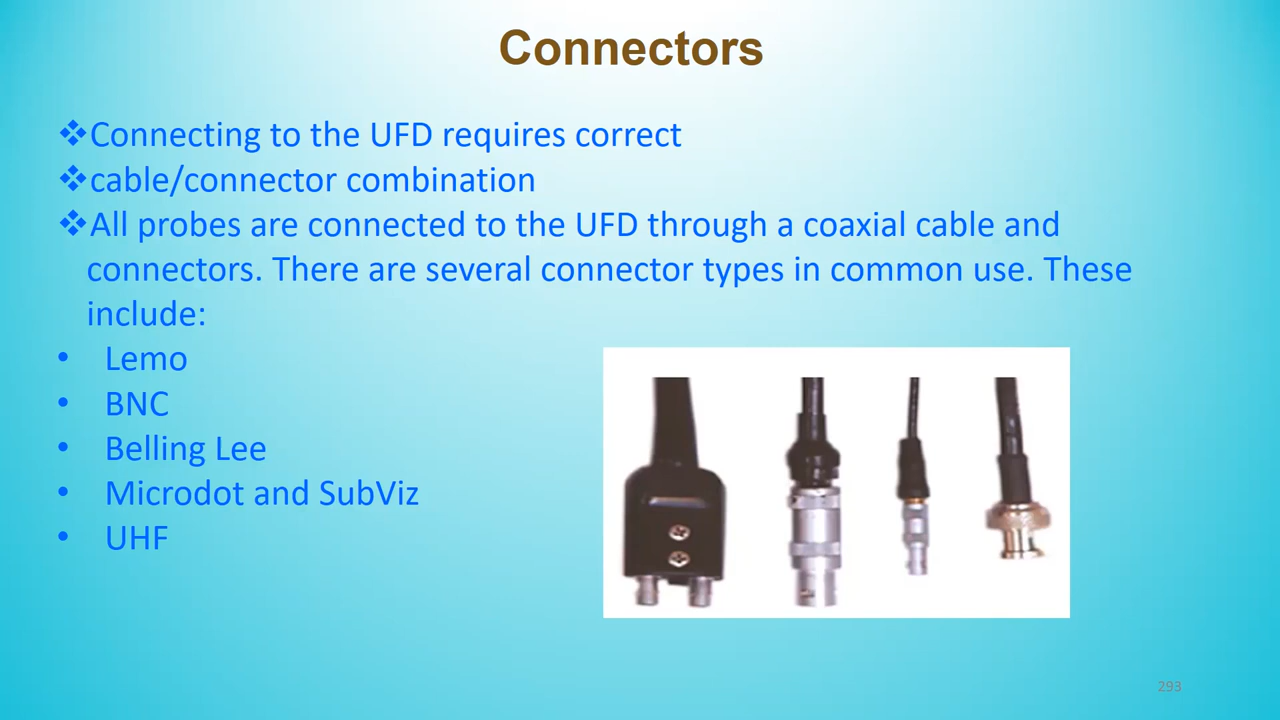 Connectors
❖Connecting to the UFD requires correct
❖cable/connector combination
❖All probes are connected to the UFD through a coaxial cable and
connectors. There are several connector types in common use. These
include:
• Lemo
• BNC
• Belling Lee
• Microdot and SubViz
• UHF
293